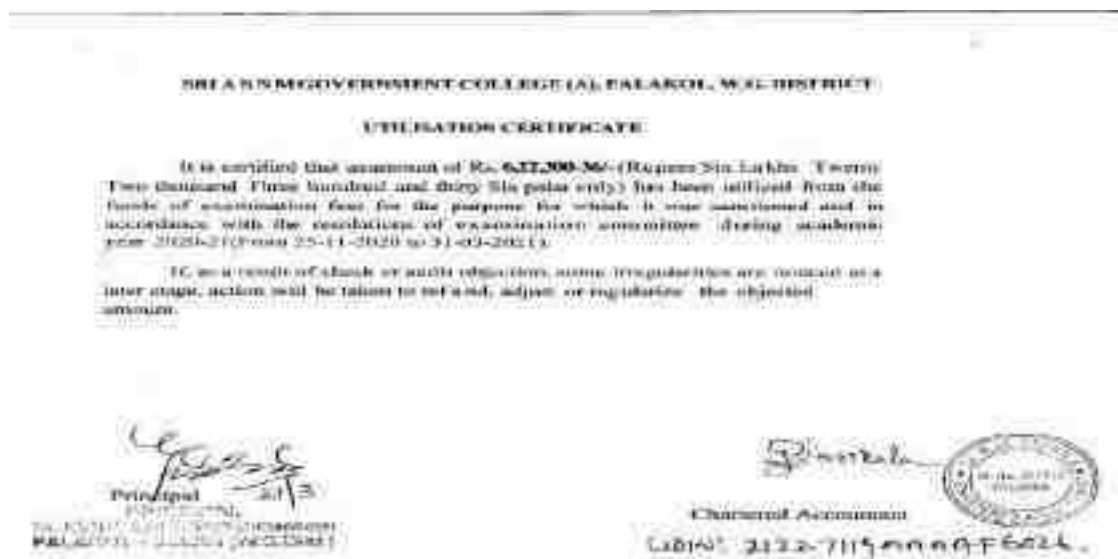 SRI A S N M GOVERNMENT COLLEGE (A), PALAKOL, W.G. DISTRICT
UTILISATION CERTIFICATE
It is certified that an amount of Rs. 6,22,300-36/- (Rupees Six Lakhs Twenty
Two thousand Three hundred and thirty Six paise only) has been utilized from the
funds of examination fees for the purpose for which it was sanctioned and in
accordance with the resolutions of examination committee during academic
year 2020-21(From 25-11-2020 to 31-03-2021).
If, as a result of check or audit objection, some irregularities are noticed at a
later stage, action will be taken to refund, adjust or regularize the objected
amount.
Principal
Chartered Accountant
UDIN: